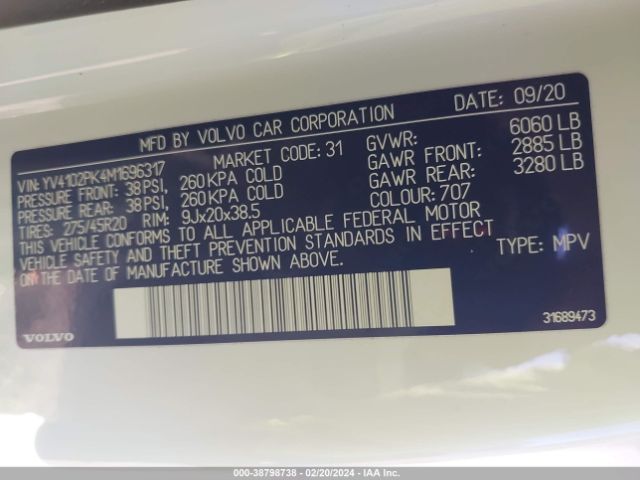 MFD BY VOLVO CAR CORPORATION DATE: 09/20
VIN: YV4102PK4M1696317 MARKET CODE: 31 GVWR: 6060 LB
PRESSURE FRONT: 38 PSI, 260 KPA COLD GAWR FRONT: 2885 LB
PRESSURE REAR: 38 PSI, 260 KPA COLD GAWR REAR: 3280 LB
TIRES: 275/45R20 RIM: 9Jx20x38.5 COLOUR: 707
THIS VEHICLE CONFORMS TO ALL APPLICABLE FEDERAL MOTOR
VEHICLE SAFETY AND THEFT PREVENTION STANDARDS IN EFFECT
ON THE DATE OF MANUFACTURE SHOWN ABOVE. TYPE: MPV
VOLVO 31689473
000-38798738 - 02/20/2024 - IAA Inc.